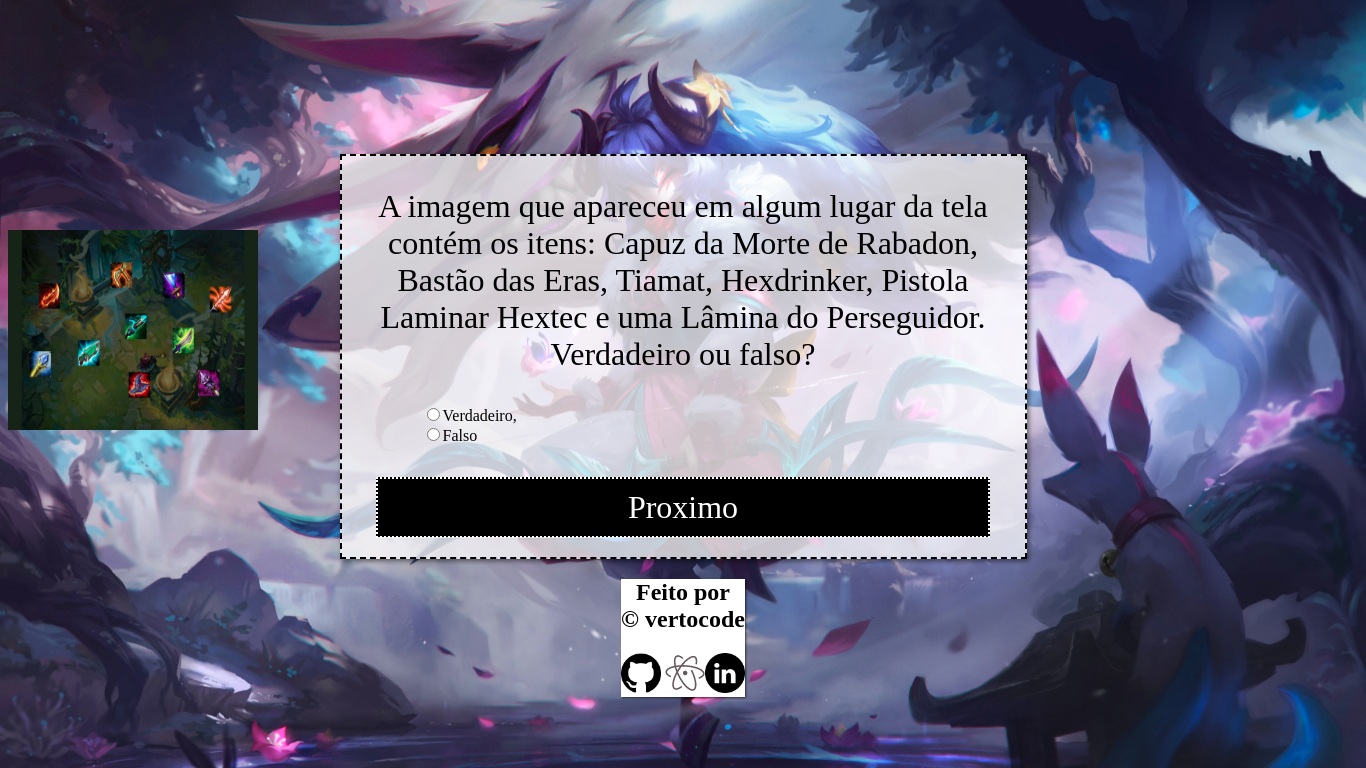 A imagem que apareceu em algum lugar da tela
contém os itens: Capuz da Morte de Rabadon,
Bastão das Eras, Tiamat, Hexdrinker, Pistola
Laminar Hextec e uma Lâmina do Perseguidor.
Verdadeiro ou falso?
Verdadeiro,
Falso
Proximo
Feito por
© vertocode
in